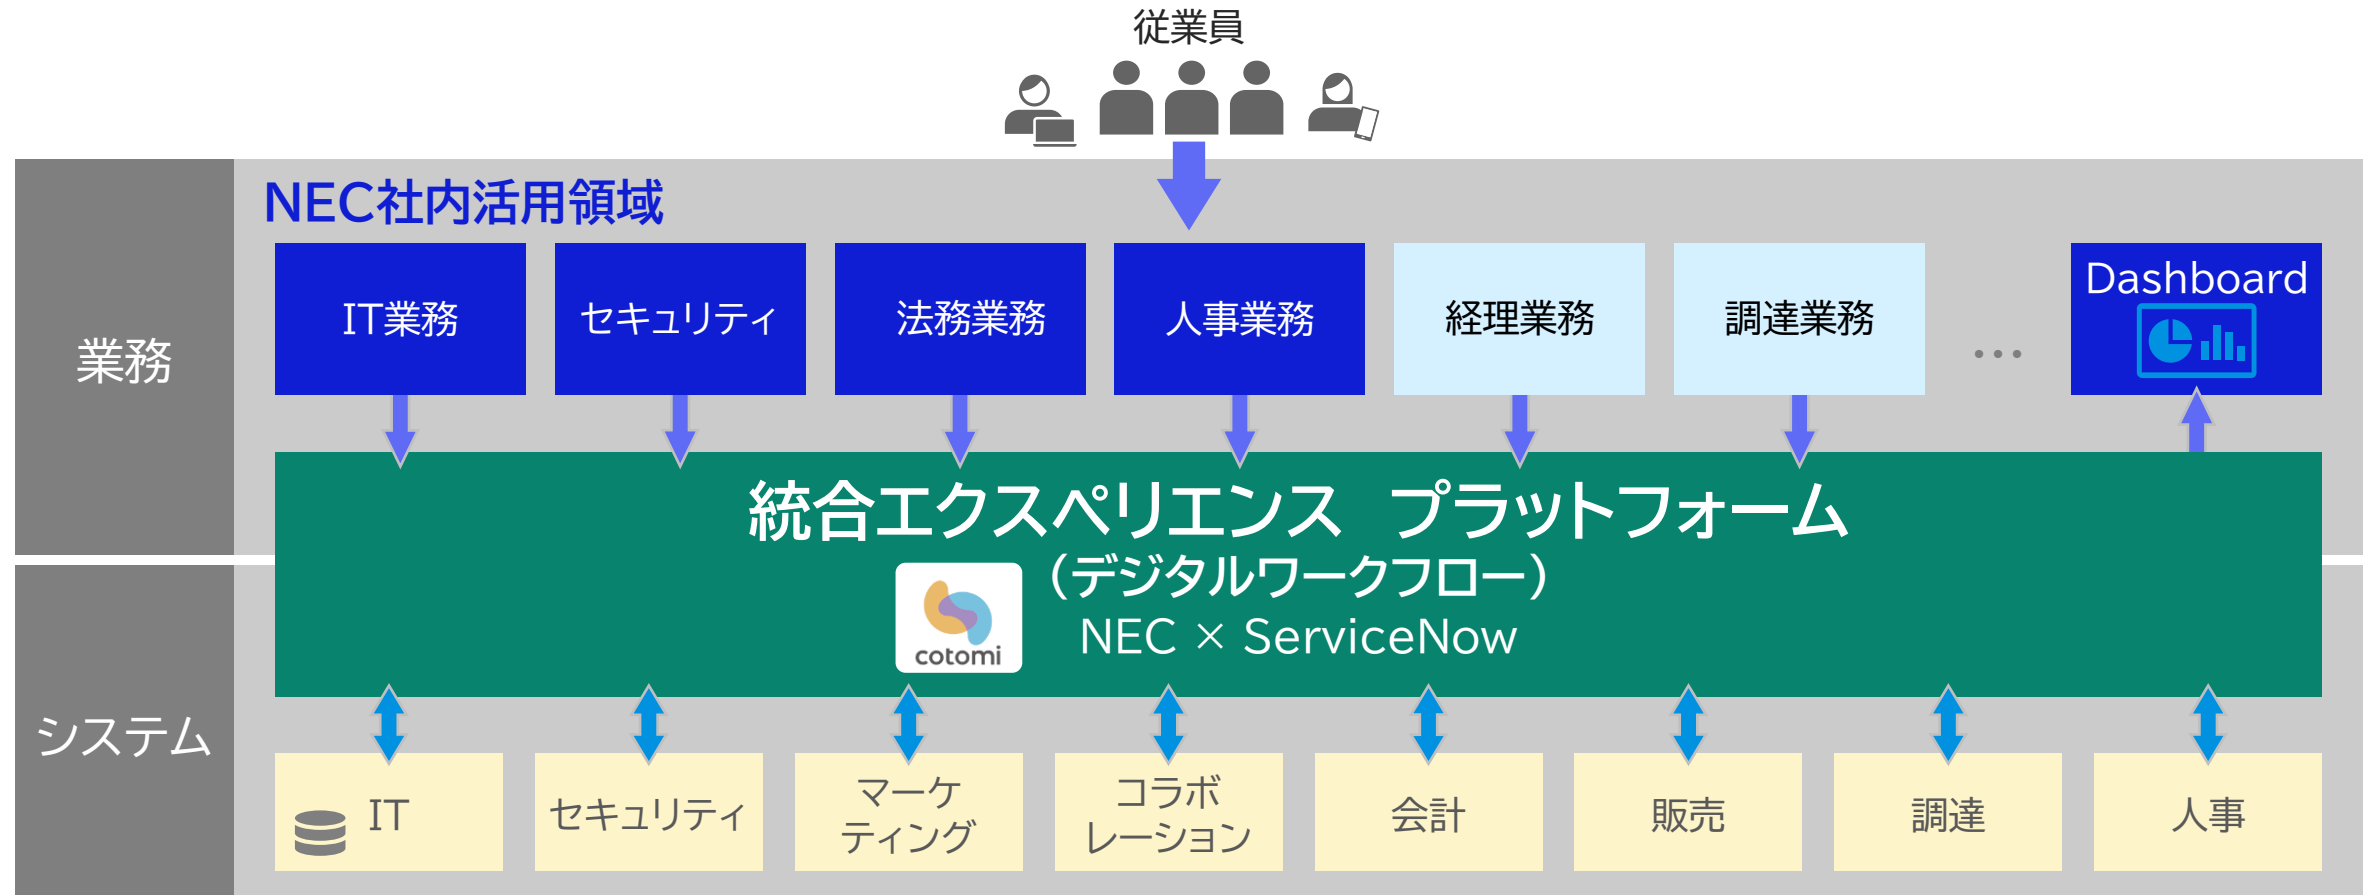 従業員
NEC社内活用領域
業務
IT業務
セキュリティ
法務業務
人事業務
経理業務
調達業務
…
Dashboard
統合エクスペリエンス プラットフォーム
（デジタルワークフロー）
cotomi
NEC × ServiceNow
システム
IT
セキュリティ
マーケ
ティング
コラボ
レーション
会計
販売
調達
人事